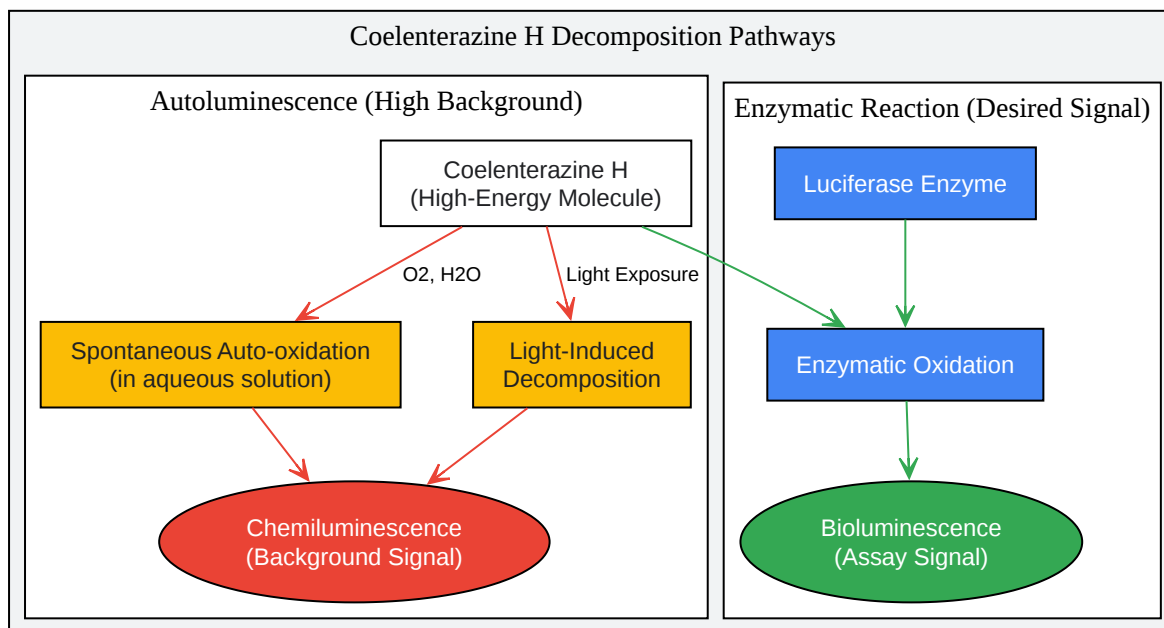 Coelenterazine H Decomposition Pathways
Autoluminescence (High Background)
Enzymatic Reaction (Desired Signal)
Coelenterazine H
(High-Energy Molecule)
Luciferase Enzyme
O2, H2O
Light Exposure
Spontaneous Auto-oxidation
(in aqueous solution)
Light-Induced
Decomposition
Enzymatic Oxidation
Chemiluminescence
(Background Signal)
Bioluminescence
(Assay Signal)